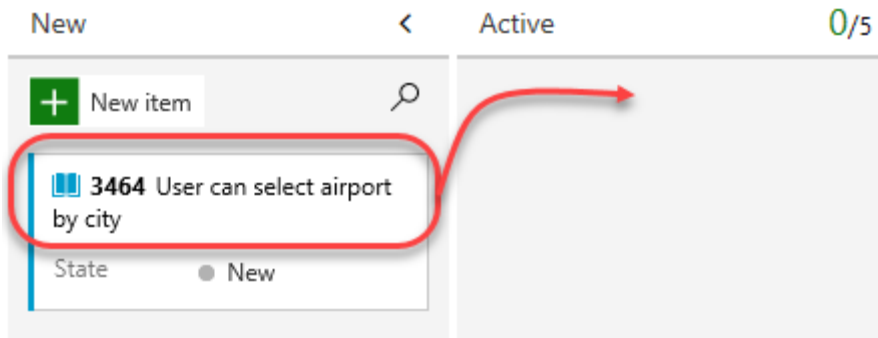 New
Active 0/5
New item
3464 User can select airport
by city
State New